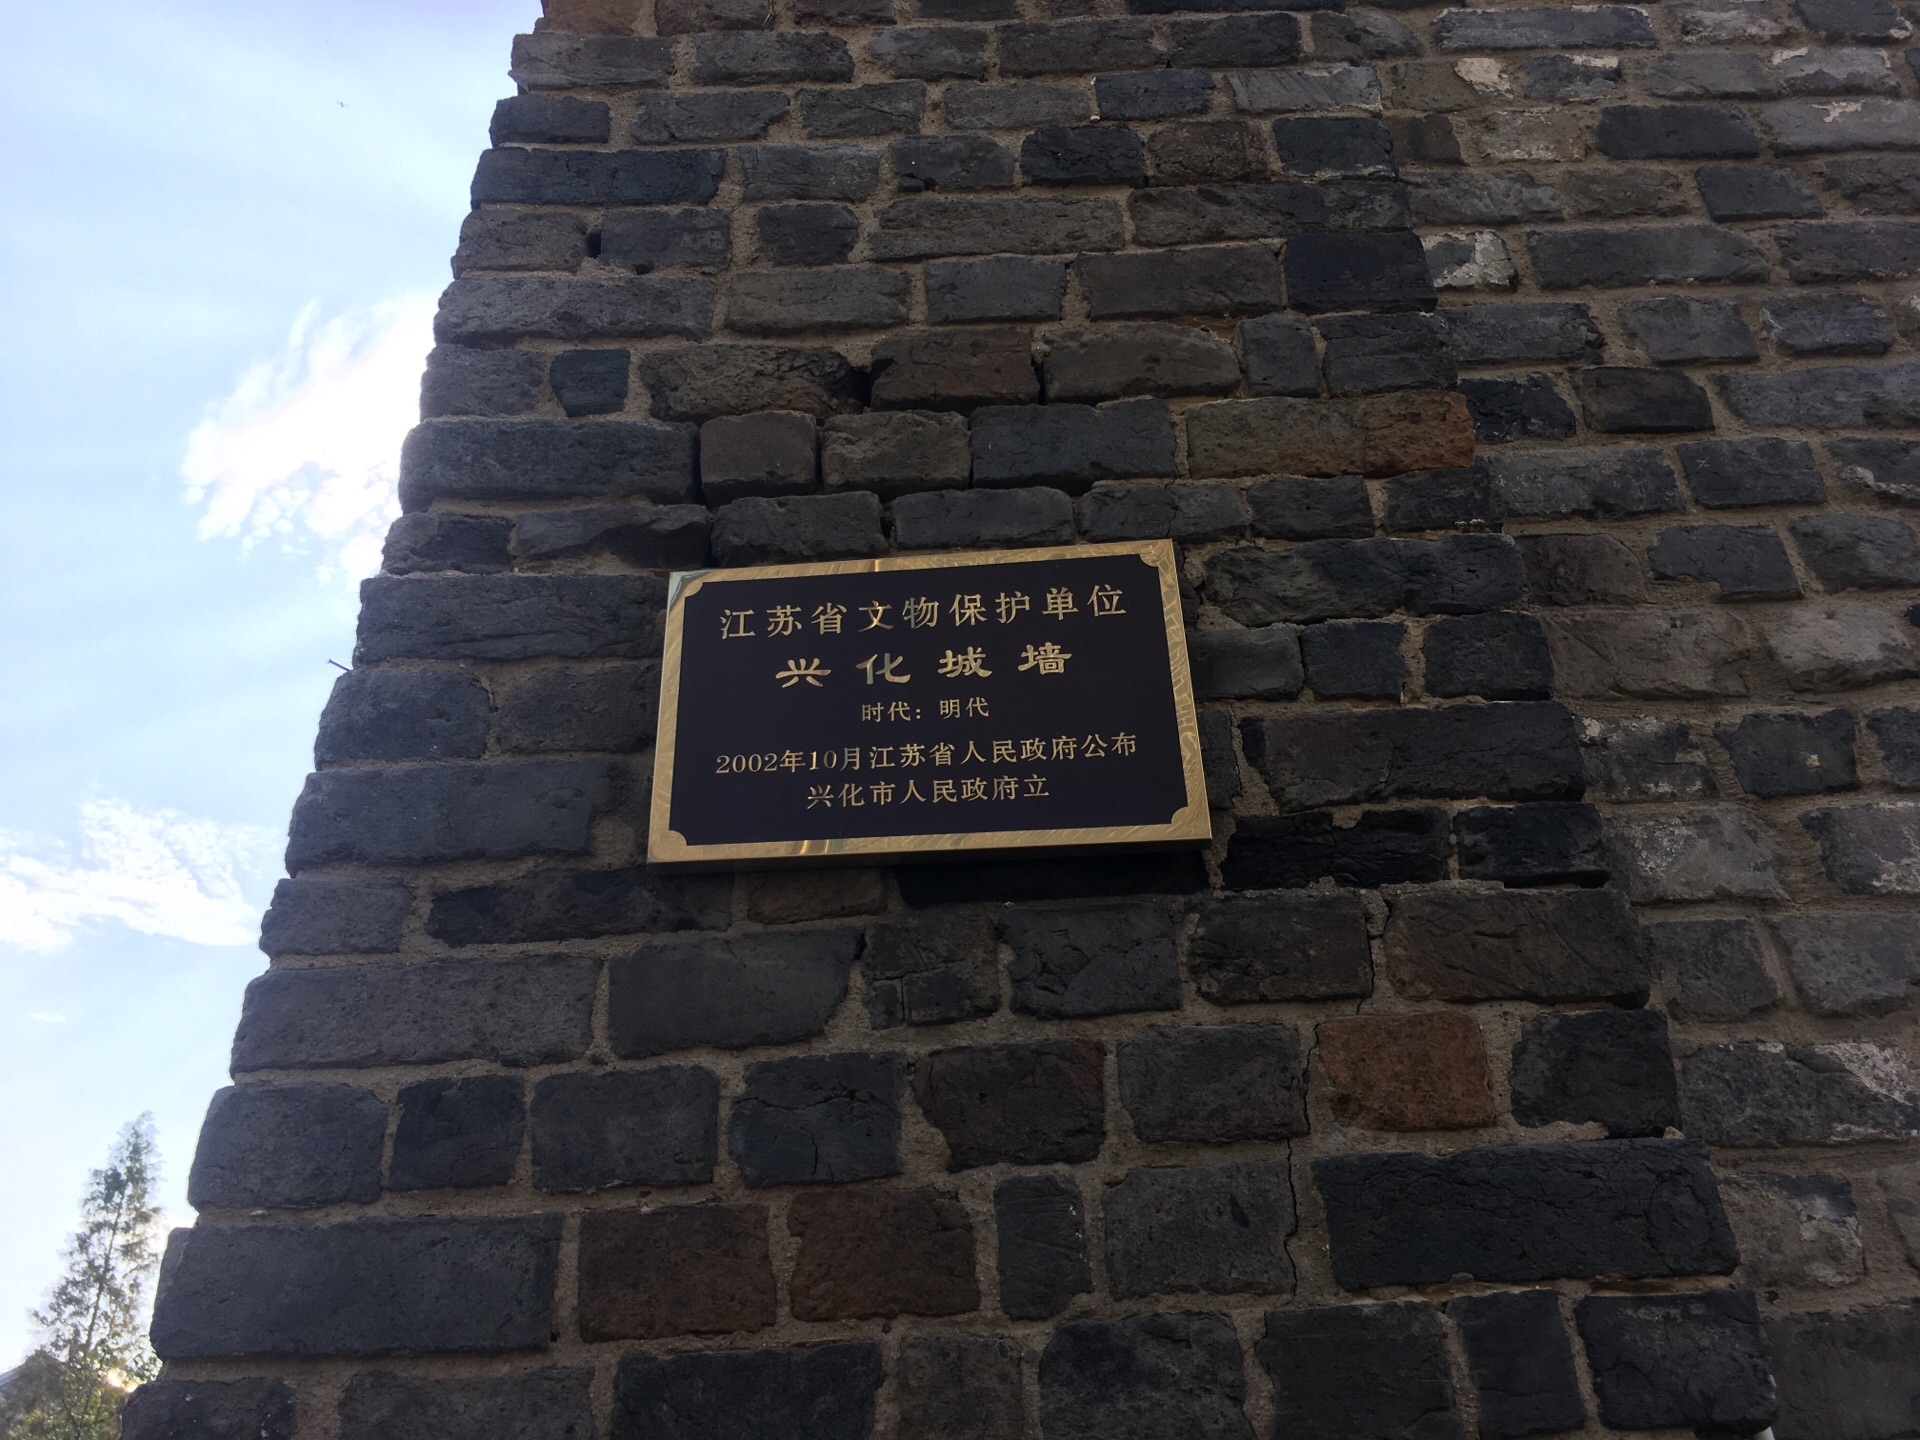 江苏省文物保护单位
兴化城墙
时代：明代
2002年10月江苏省人民政府公布
兴化市人民政府立